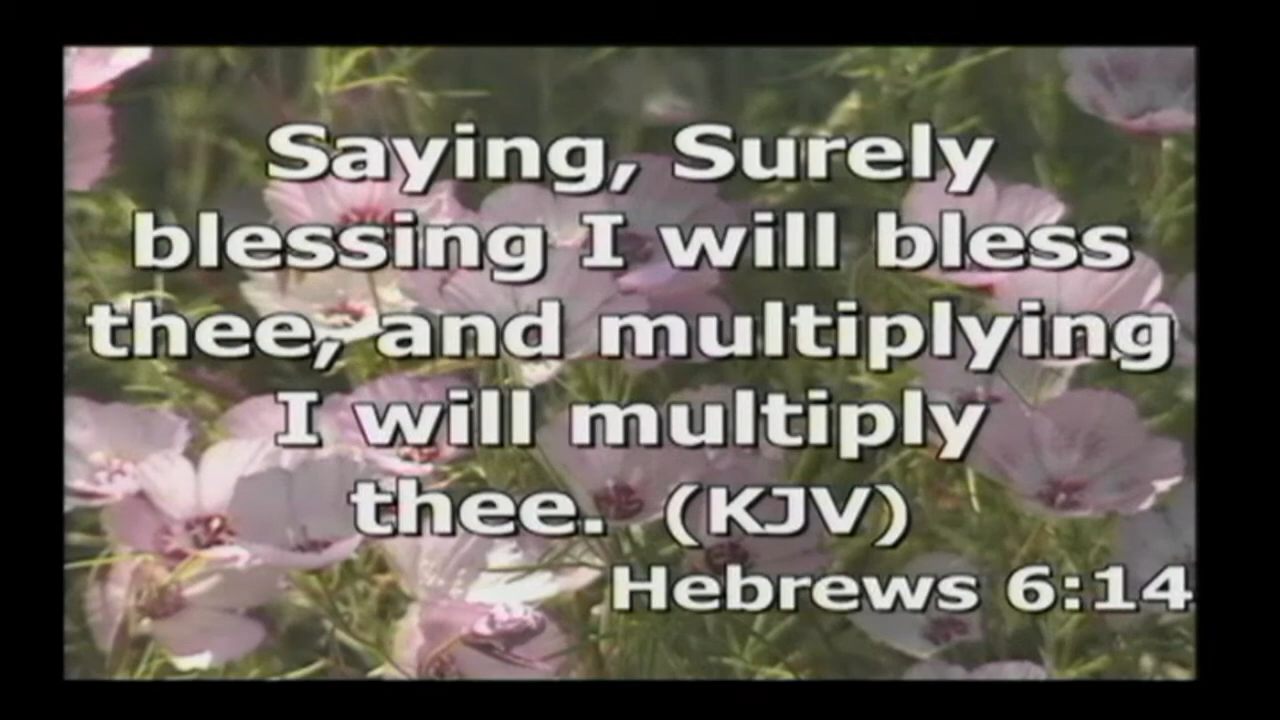 Saying, Surely
blessing I will bless
thee, and multiplying
I will multiply
thee. (KJV)
Hebrews 6:14